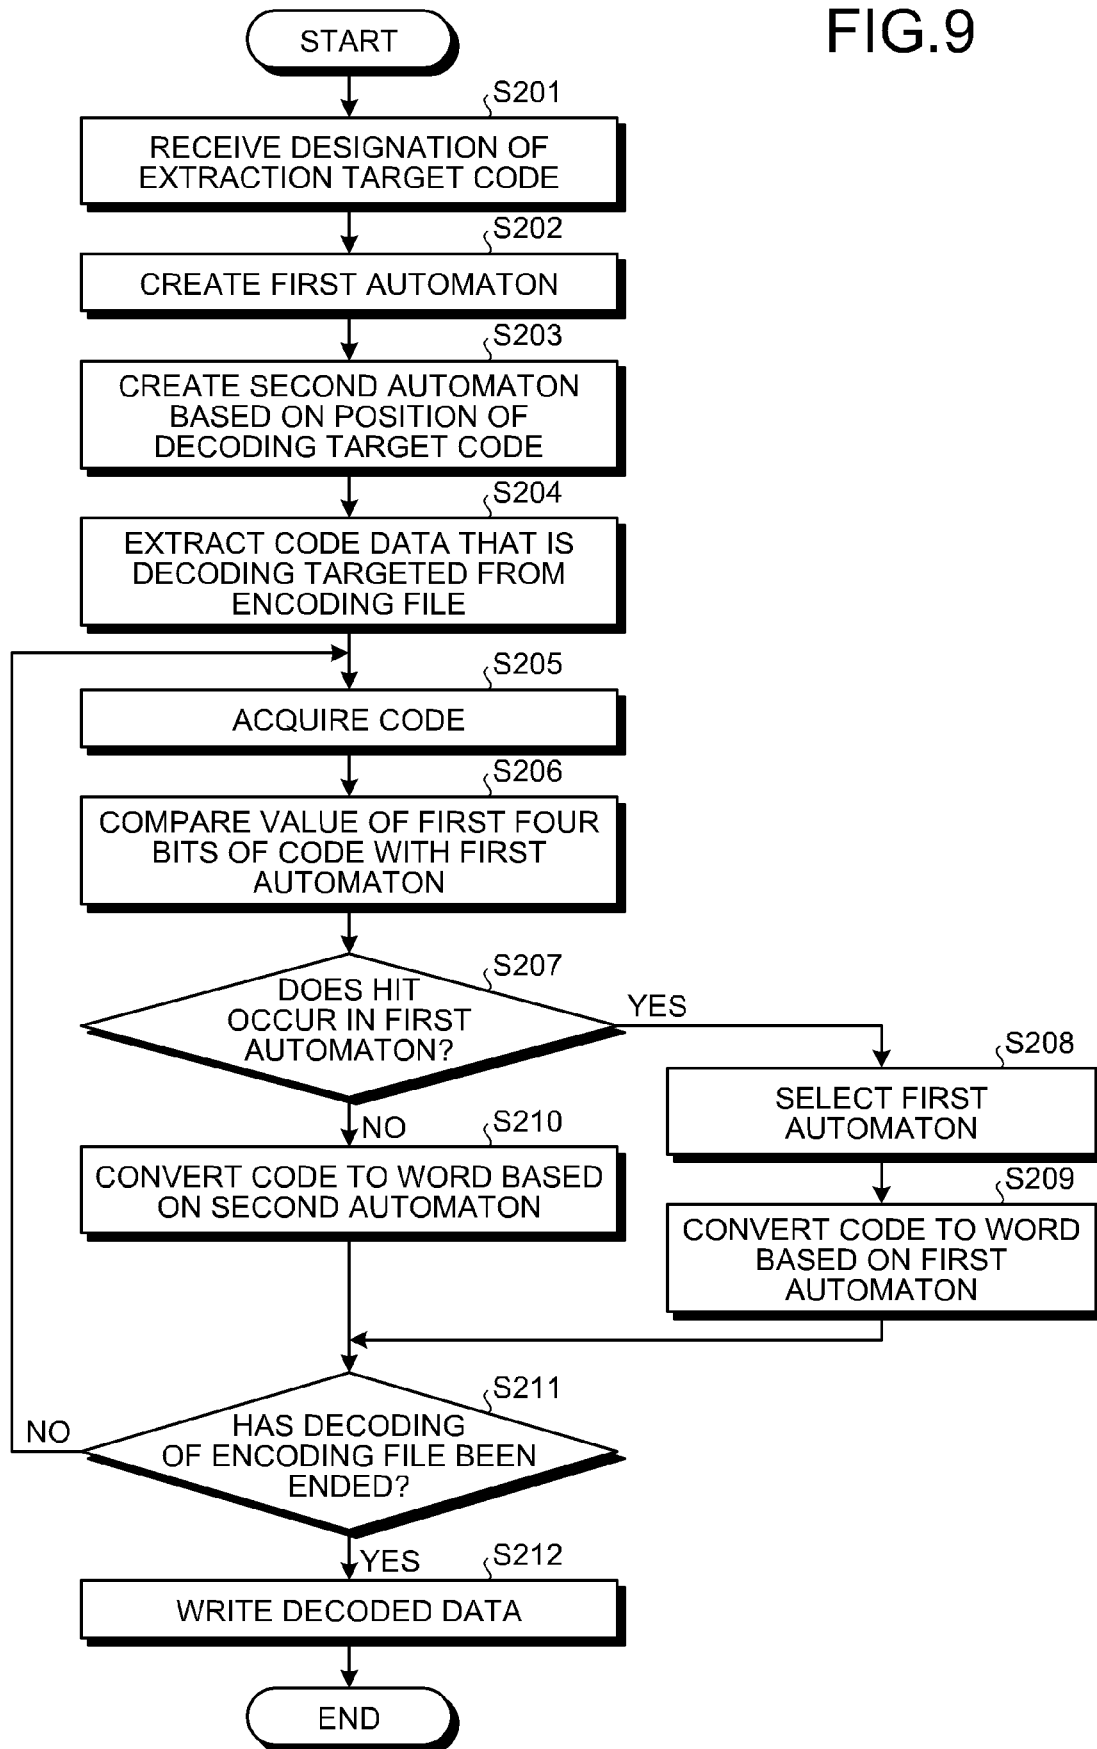 FIG.9
START
S201
RECEIVE DESIGNATION OF
EXTRACTION TARGET CODE
S202
CREATE FIRST AUTOMATON
S203
CREATE SECOND AUTOMATON
BASED ON POSITION OF
DECODING TARGET CODE
S204
EXTRACT CODE DATA THAT IS
DECODING TARGETED FROM
ENCODING FILE
S205
ACQUIRE CODE
S206
COMPARE VALUE OF FIRST FOUR
BITS OF CODE WITH FIRST
AUTOMATON
S207
DOES HIT
OCCUR IN FIRST
AUTOMATON?
YES
S208
SELECT FIRST
AUTOMATON
S209
CONVERT CODE TO WORD
BASED ON FIRST
AUTOMATON
NO
S210
CONVERT CODE TO WORD BASED
ON SECOND AUTOMATON
S211
HAS DECODING
OF ENCODING FILE BEEN
ENDED?
NO
YES
S212
WRITE DECODED DATA
END